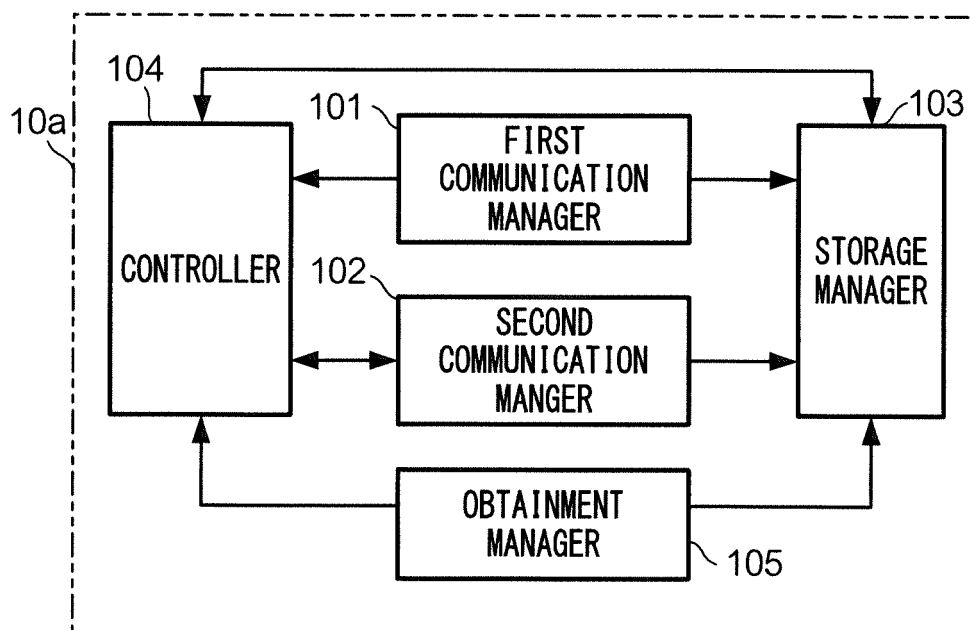 104
10a
101
103
FIRST
COMMUNICATION
MANAGER
CONTROLLER
STORAGE
MANAGER
102
SECOND
COMMUNICATION
MANGER
OBTAINMENT
MANAGER
105